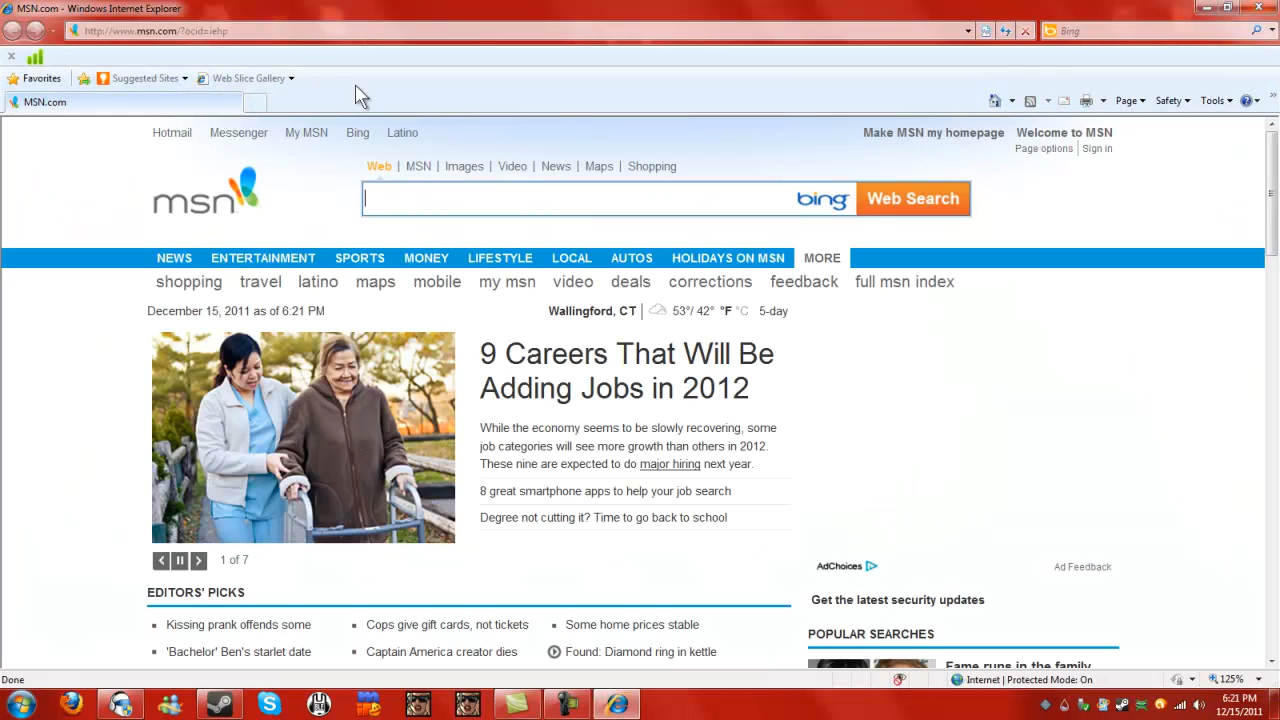 MSN.com - Windows Internet Explorer
http://www.msn.com/?ocid=iehp
Bing
Favorites
Suggested Sites
Web Slice Gallery
MSN.com
Page
Safety
Tools
Hotmail
Messenger
My MSN
Bing
Latino
Make MSN my homepage
Welcome to MSN
Page options
Sign in
Web | MSN | Images | Video | News | Maps | Shopping
msn
bing
Web Search
NEWS
ENTERTAINMENT
SPORTS
MONEY
LIFESTYLE
LOCAL
AUTOS
HOLIDAYS ON MSN
MORE
shopping
travel
latino
maps
mobile
my msn
video
deals
corrections
feedback
full msn index
December 15, 2011 as of 6:21 PM
Wallingford, CT
53°/ 42° °F °C 5-day
9 Careers That Will Be
Adding Jobs in 2012
While the economy seems to be slowly recovering, some
job categories will see more growth than others in 2012.
These nine are expected to do major hiring next year.
8 great smartphone apps to help your job search
Degree not cutting it? Time to go back to school
1 of 7
AdChoices
Ad Feedback
Get the latest security updates
EDITORS' PICKS
Kissing prank offends some
Cops give gift cards, not tickets
Some home prices stable
'Bachelor' Ben's starlet date
Captain America creator dies
Found: Diamond ring in kettle
POPULAR SEARCHES
Fame runs in the family
Done
Internet | Protected Mode: On
125%
6:21 PM
12/15/2011